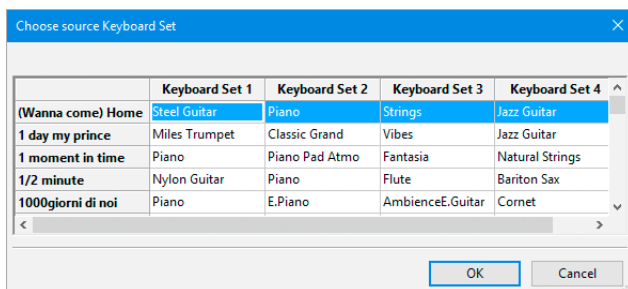 Choose source Keyboard Set
Keyboard Set 1 Keyboard Set 2 Keyboard Set 3 Keyboard Set 4
(Wanna come) Home Steel Guitar Piano Strings Jazz Guitar
1 day my prince Miles Trumpet Classic Grand Vibes Jazz Guitar
1 moment in time Piano Piano Pad Atmo Fantasia Natural Strings
1/2 minute Nylon Guitar Piano Flute Bariton Sax
1000giorni di noi Piano E.Piano AmbienceE.Guitar Cornet
OK Cancel